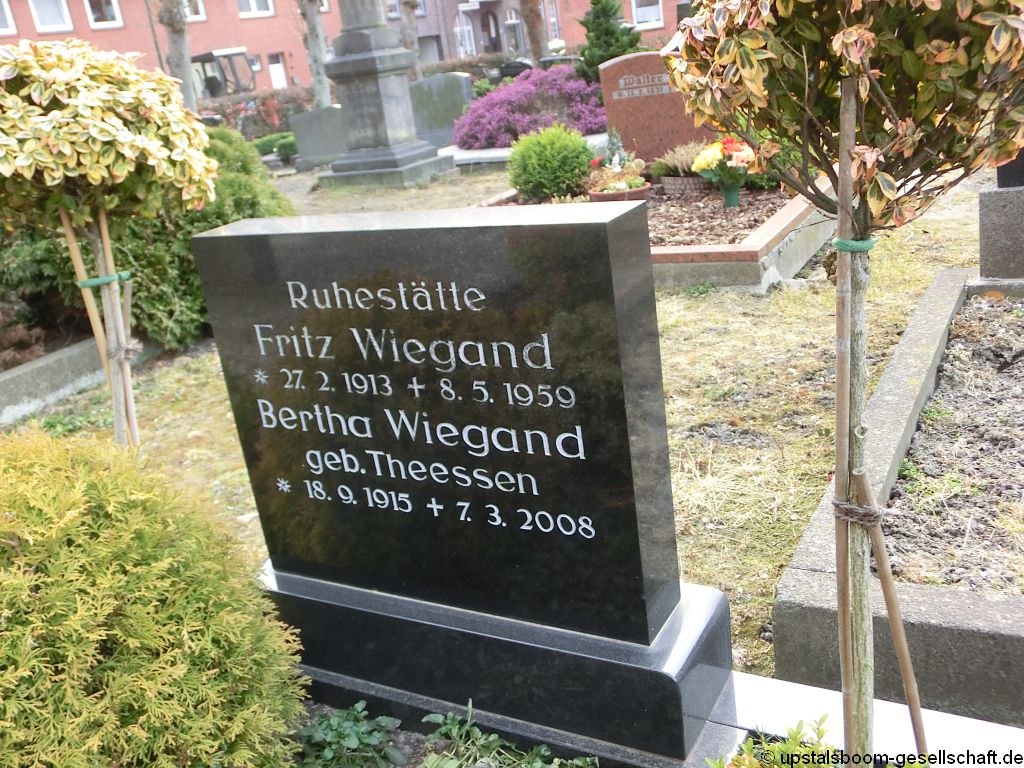 Ruhestätte
Fritz Wiegand
* 27. 2. 1913 + 8. 5. 1959
Bertha Wiegand
geb. Theessen
* 18. 9. 1915 + 7. 3. 2008
© upstalsboom-gesellschaft.de